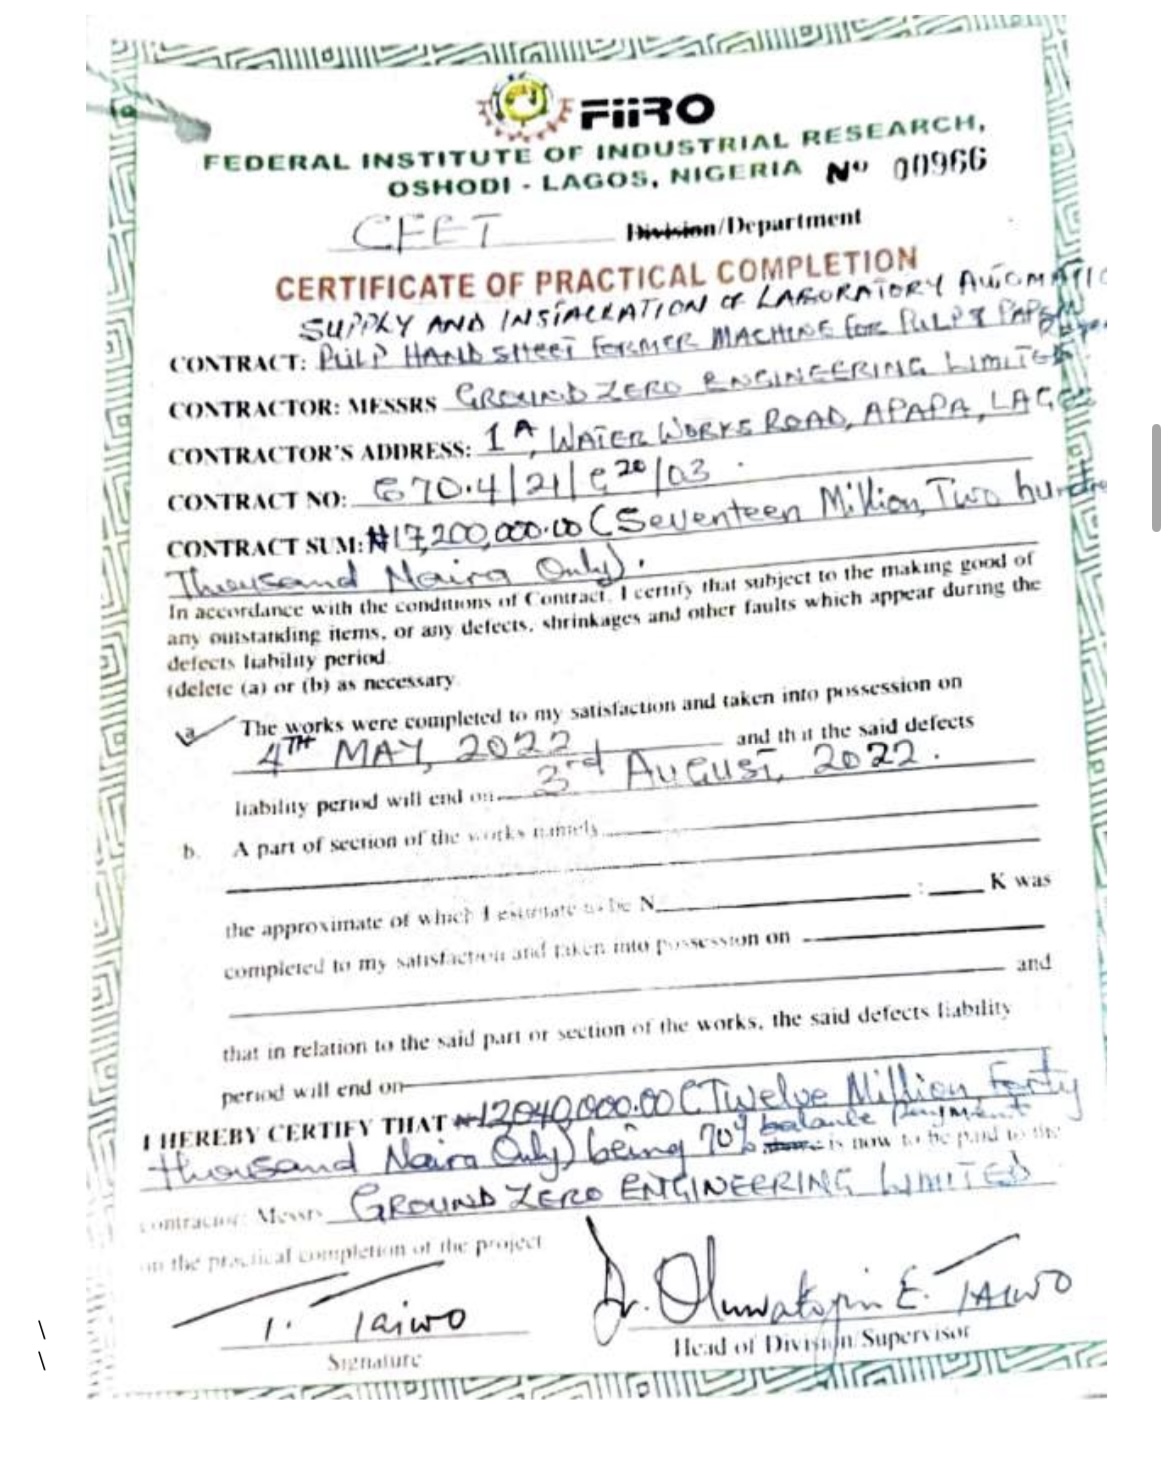 FIIRO
FEDERAL INSTITUTE OF INDUSTRIAL RESEARCH,
OSHODI - LAGOS, NIGERIA No 00966
CFET Division/Department
CERTIFICATE OF PRACTICAL COMPLETION
SUPPLY AND INSTALLATION OF LABORATORY AUTOMATIC
CONTRACT: PULP HAND SHEET FORMER MACHINE FOR PULP & PAPER
CONTRACTOR: MESSRS GROUND ZERO ENGINEERING LIMITED
CONTRACTOR'S ADDRESS: 1A, WATER WORKS ROAD, APAPA, LAGOS
CONTRACT NO: 70.4/21/ 20/03
CONTRACT SUM: ₦17,200,000.00 (Seventeen Million, Two hundred
Thousand Naira Only).
In accordance with the conditions of Contract, I certify that subject to the making good of
any outstanding items, or any defects, shrinkages and other faults which appear during the
defects liability period.
(delete (a) or (b) as necessary
a The works were completed to my satisfaction and taken into possession on
4TH MAY, 2022 and that the said defects
liability period will end on 3rd AUGUST, 2022.
b. A part of section of the works namely
the approximate of which I estimate to be N : K was
completed to my satisfaction and taken into possession on
and
that in relation to the said part or section of the works, the said defects liability
period will end on
I HEREBY CERTIFY THAT ₦12040,000.00 (Twelve Million, Forty
thousand Naira Only) being 70% balance payment is now to be paid to the
contractor: Messrs GROUND ZERO ENGINEERING LIMITED
on the practical completion of the project
T. Taiwo Dr. Oluwatoyin E. TAIWO
Signature Head of Division/Supervisor
\
\